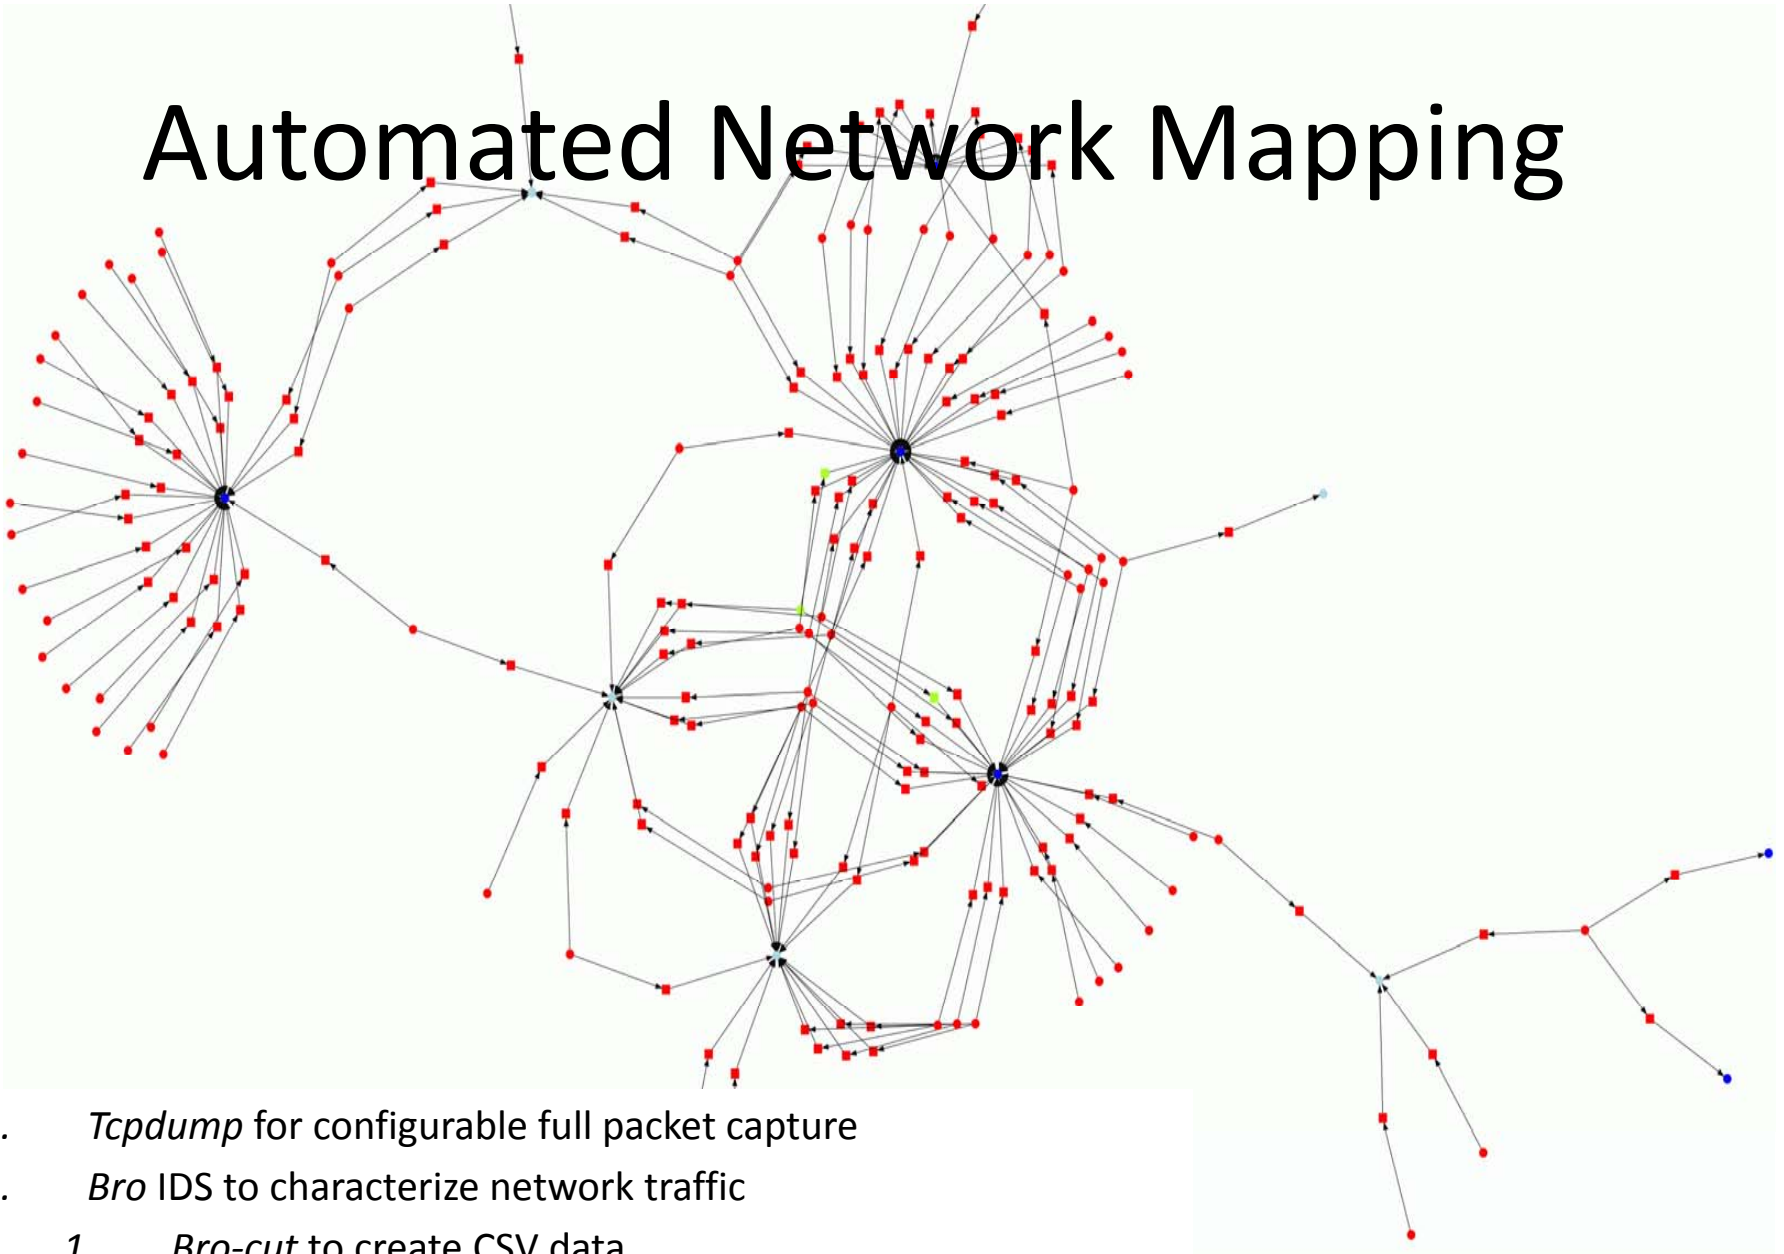 Automated Network Mapping
. Tcpdump for configurable full packet capture
. Bro IDS to characterize network traffic
1 Bro-cut to create CSV data